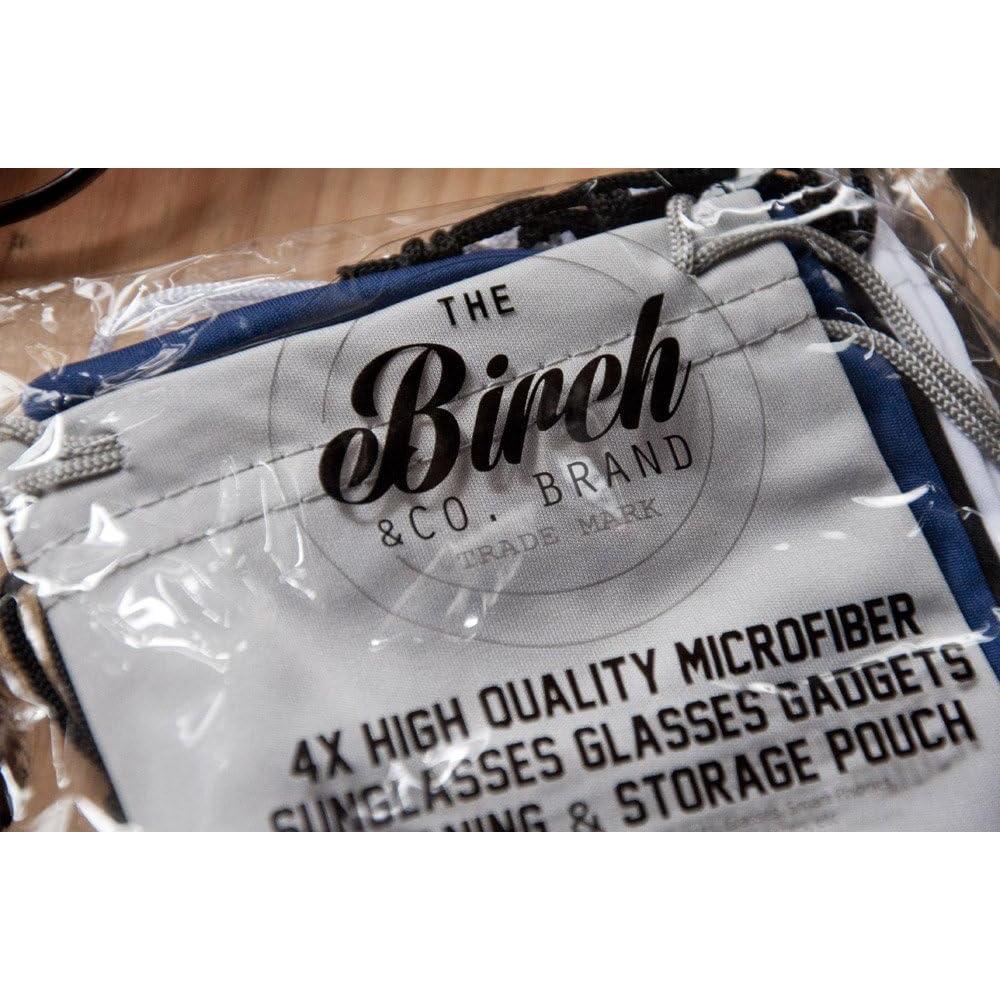 THE
Birch
&CO. BRAND
TRADE MARK
4X HIGH QUALITY MICROFIBER
SUNGLASSES GLASSES GADGETS
& STORAGE POUCH